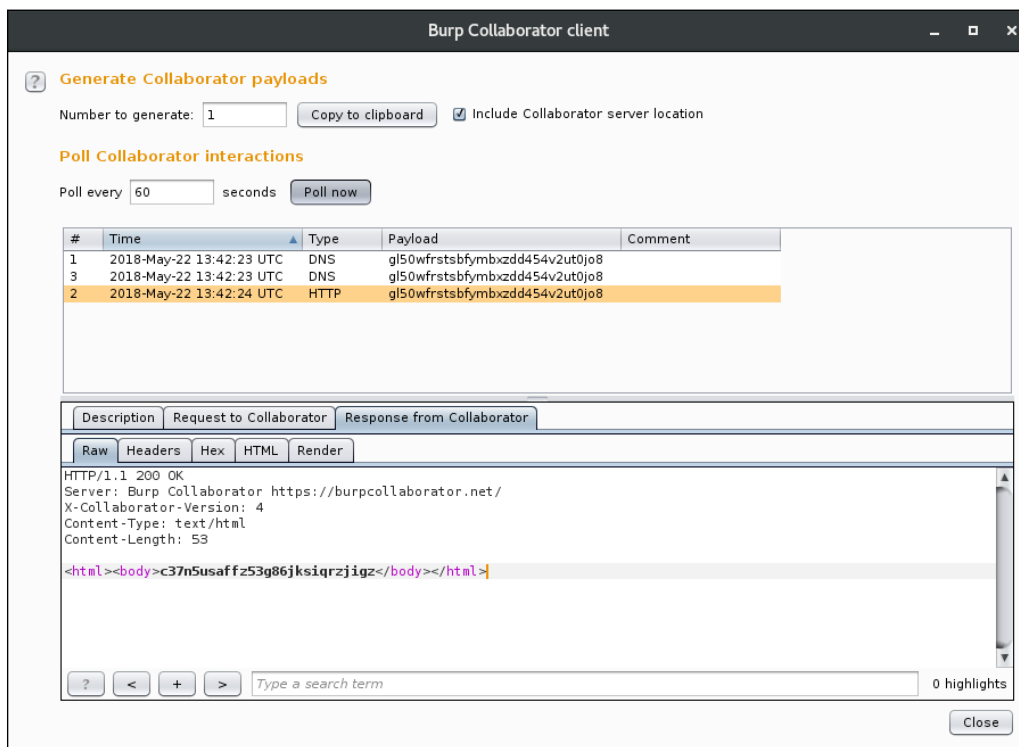 Burp Collaborator client
? Generate Collaborator payloads
Number to generate: 1 Copy to clipboard Include Collaborator server location
Poll Collaborator interactions
Poll every 60 seconds Poll now
# Time Type Payload Comment
1 2018-May-22 13:42:23 UTC DNS gl50wfrstsbfymbxzdd454v2ut0jo8
3 2018-May-22 13:42:23 UTC DNS gl50wfrstsbfymbxzdd454v2ut0jo8
2 2018-May-22 13:42:24 UTC HTTP gl50wfrstsbfymbxzdd454v2ut0jo8
Description Request to Collaborator Response from Collaborator
Raw Headers Hex HTML Render
HTTP/1.1 200 OK
Server: Burp Collaborator https://burpcollaborator.net/
X-Collaborator-Version: 4
Content-Type: text/html
Content-Length: 53
<html><body>c37n5usaffz53g86jksiqrzjigz</body></html>
? < + > Type a search term 0 highlights
Close